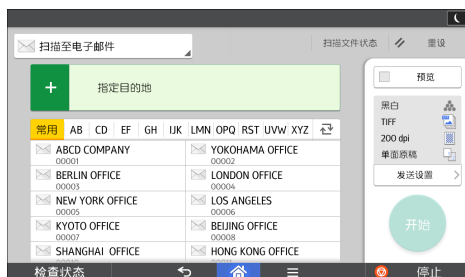 扫描至电子邮件
扫描文件状态
重设
指定目的地
预览
常用 AB CD EF GH IJK LMN OPQ RST UVW XYZ
黑白
TIFF
200 dpi
单面原稿
发送设置
ABCD COMPANY
00001
YOKOHAMA OFFICE
00002
BERLIN OFFICE
00003
LONDON OFFICE
00004
NEW YORK OFFICE
00005
LOS ANGELES
00006
KYOTO OFFICE
00007
BEIJING OFFICE
00008
SHANGHAI OFFICE
HONG KONG OFFICE
开始
检查状态
停止